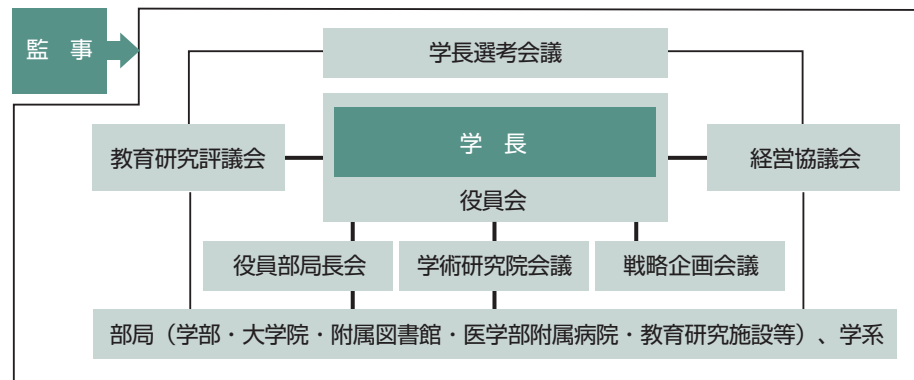 監 事
学長選考会議
教育研究評議会
学 長
経営協議会
役員会
役員部局長会
学術研究院会議
戦略企画会議
部局（学部・大学院・附属図書館・医学部附属病院・教育研究施設等）、学系